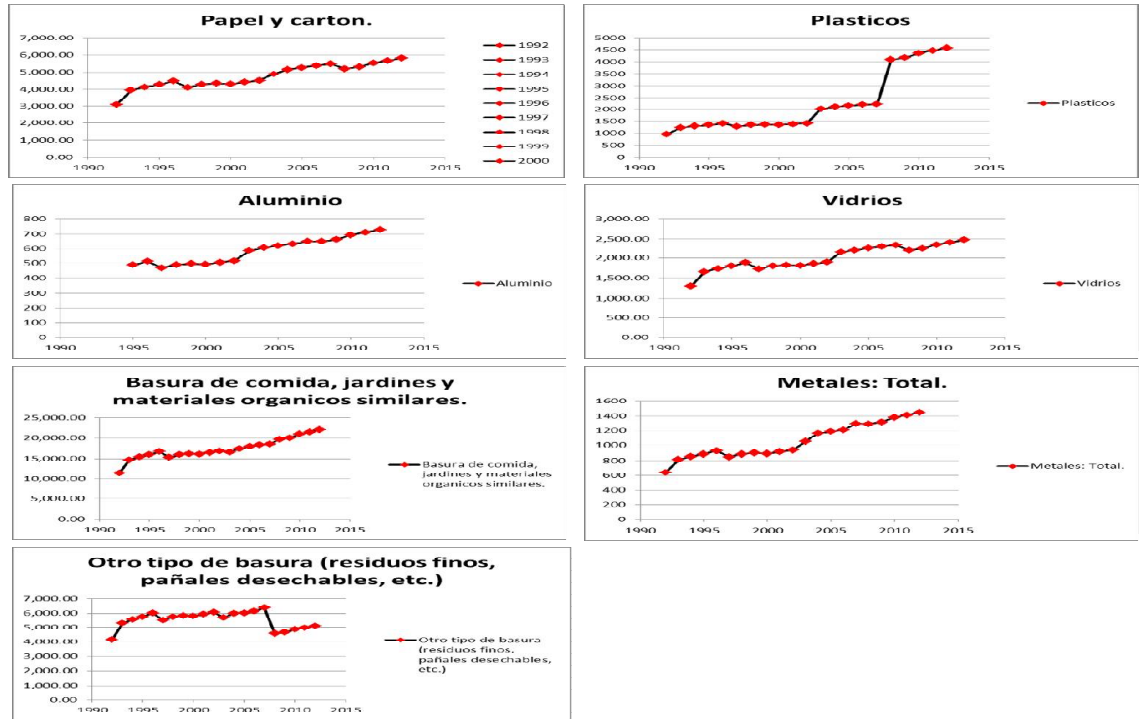 Papel y carton.
7,000.00
6,000.00
5,000.00
4,000.00
3,000.00
2,000.00
1,000.00
0.00
1990 1995 2000 2005 2010 2015
1992
1993
1994
1995
1996
1997
1998
1999
2000
Plasticos
5000
4500
4000
3500
3000
2500
2000
1500
1000
500
0
1990 1995 2000 2005 2010 2015
Plasticos
Aluminio
800
700
600
500
400
300
200
100
0
1990 1995 2000 2005 2010 2015
Aluminio
Vidrios
3,000.00
2,500.00
2,000.00
1,500.00
1,000.00
500.00
0.00
1990 1995 2000 2005 2010 2015
Vidrios
Basura de comida, jardines y
materiales organicos similares.
25,000.00
20,000.00
15,000.00
10,000.00
5,000.00
0.00
1990 1995 2000 2005 2010 2015
Basura de comida,
jardines y materiales
organicos similares.
Metales: Total.
1600
1400
1200
1000
800
600
400
200
0
1990 1995 2000 2005 2010 2015
Metales: Total.
Otro tipo de basura (residuos finos,
pañales desechables, etc.)
7,000.00
6,000.00
5,000.00
4,000.00
3,000.00
2,000.00
1,000.00
0.00
1990 1995 2000 2005 2010 2015
Otro tipo de basura
(residuos finos,
pañales desechables,
etc.)